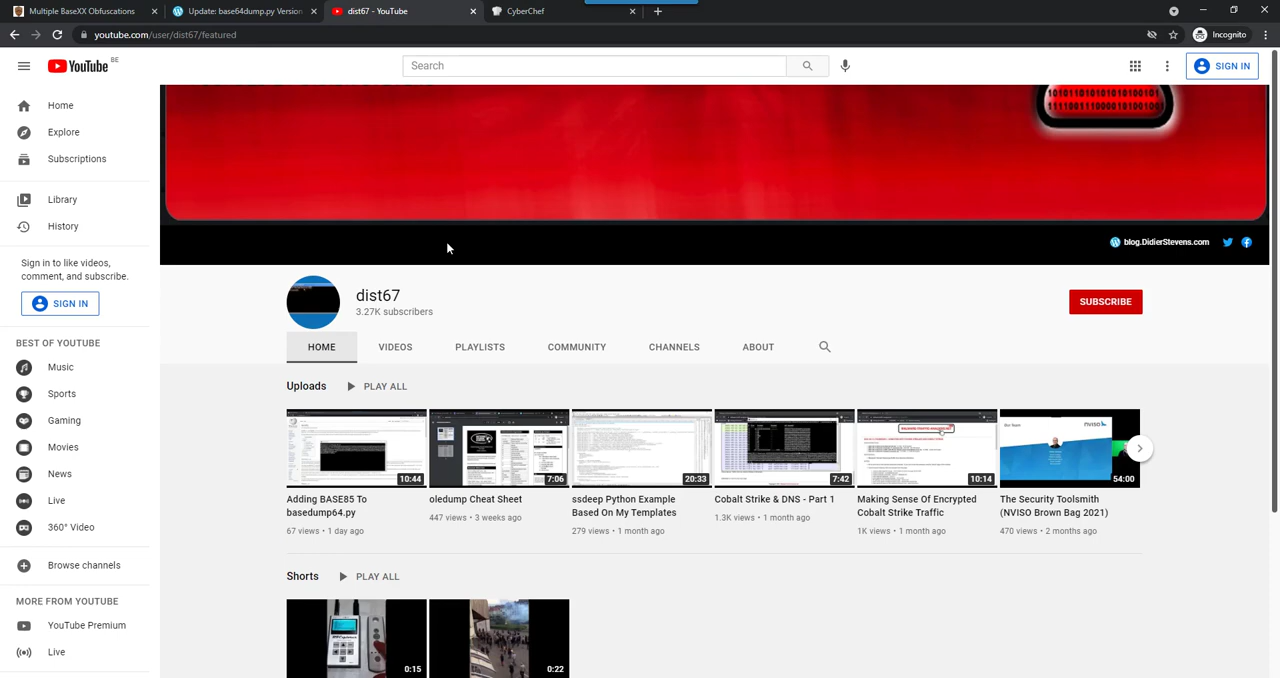 Multiple BaseXX Obfuscations
Update: base64dump.py Version
dist67 - YouTube
CyberChef
youtube.com/user/dist67/featured
Incognito
YouTube BE
Search
SIGN IN
101011010101010100
1111001110001010010
Home
Explore
Subscriptions
Library
History
Sign in to like videos,
comment, and subscribe.
SIGN IN
BEST OF YOUTUBE
Music
Sports
Gaming
Movies
News
Live
360° Video
Browse channels
MORE FROM YOUTUBE
YouTube Premium
Live
blog.DidierStevens.com
dist67
3.27K subscribers
SUBSCRIBE
HOME VIDEOS PLAYLISTS COMMUNITY CHANNELS ABOUT
Uploads PLAY ALL
10:44
Adding BASE85 To
basedump64.py
67 views • 1 day ago
7:06
oledump Cheat Sheet
447 views • 3 weeks ago
20:33
ssdeep Python Example
Based On My Templates
279 views • 1 month ago
7:42
Cobalt Strike & DNS - Part 1
1.3K views • 1 month ago
10:14
Making Sense Of Encrypted
Cobalt Strike Traffic
1K views • 1 month ago
nviso
54:00
The Security Toolsmith
(NVISO Brown Bag 2021)
470 views • 2 months ago
Shorts PLAY ALL
0:15
0:22